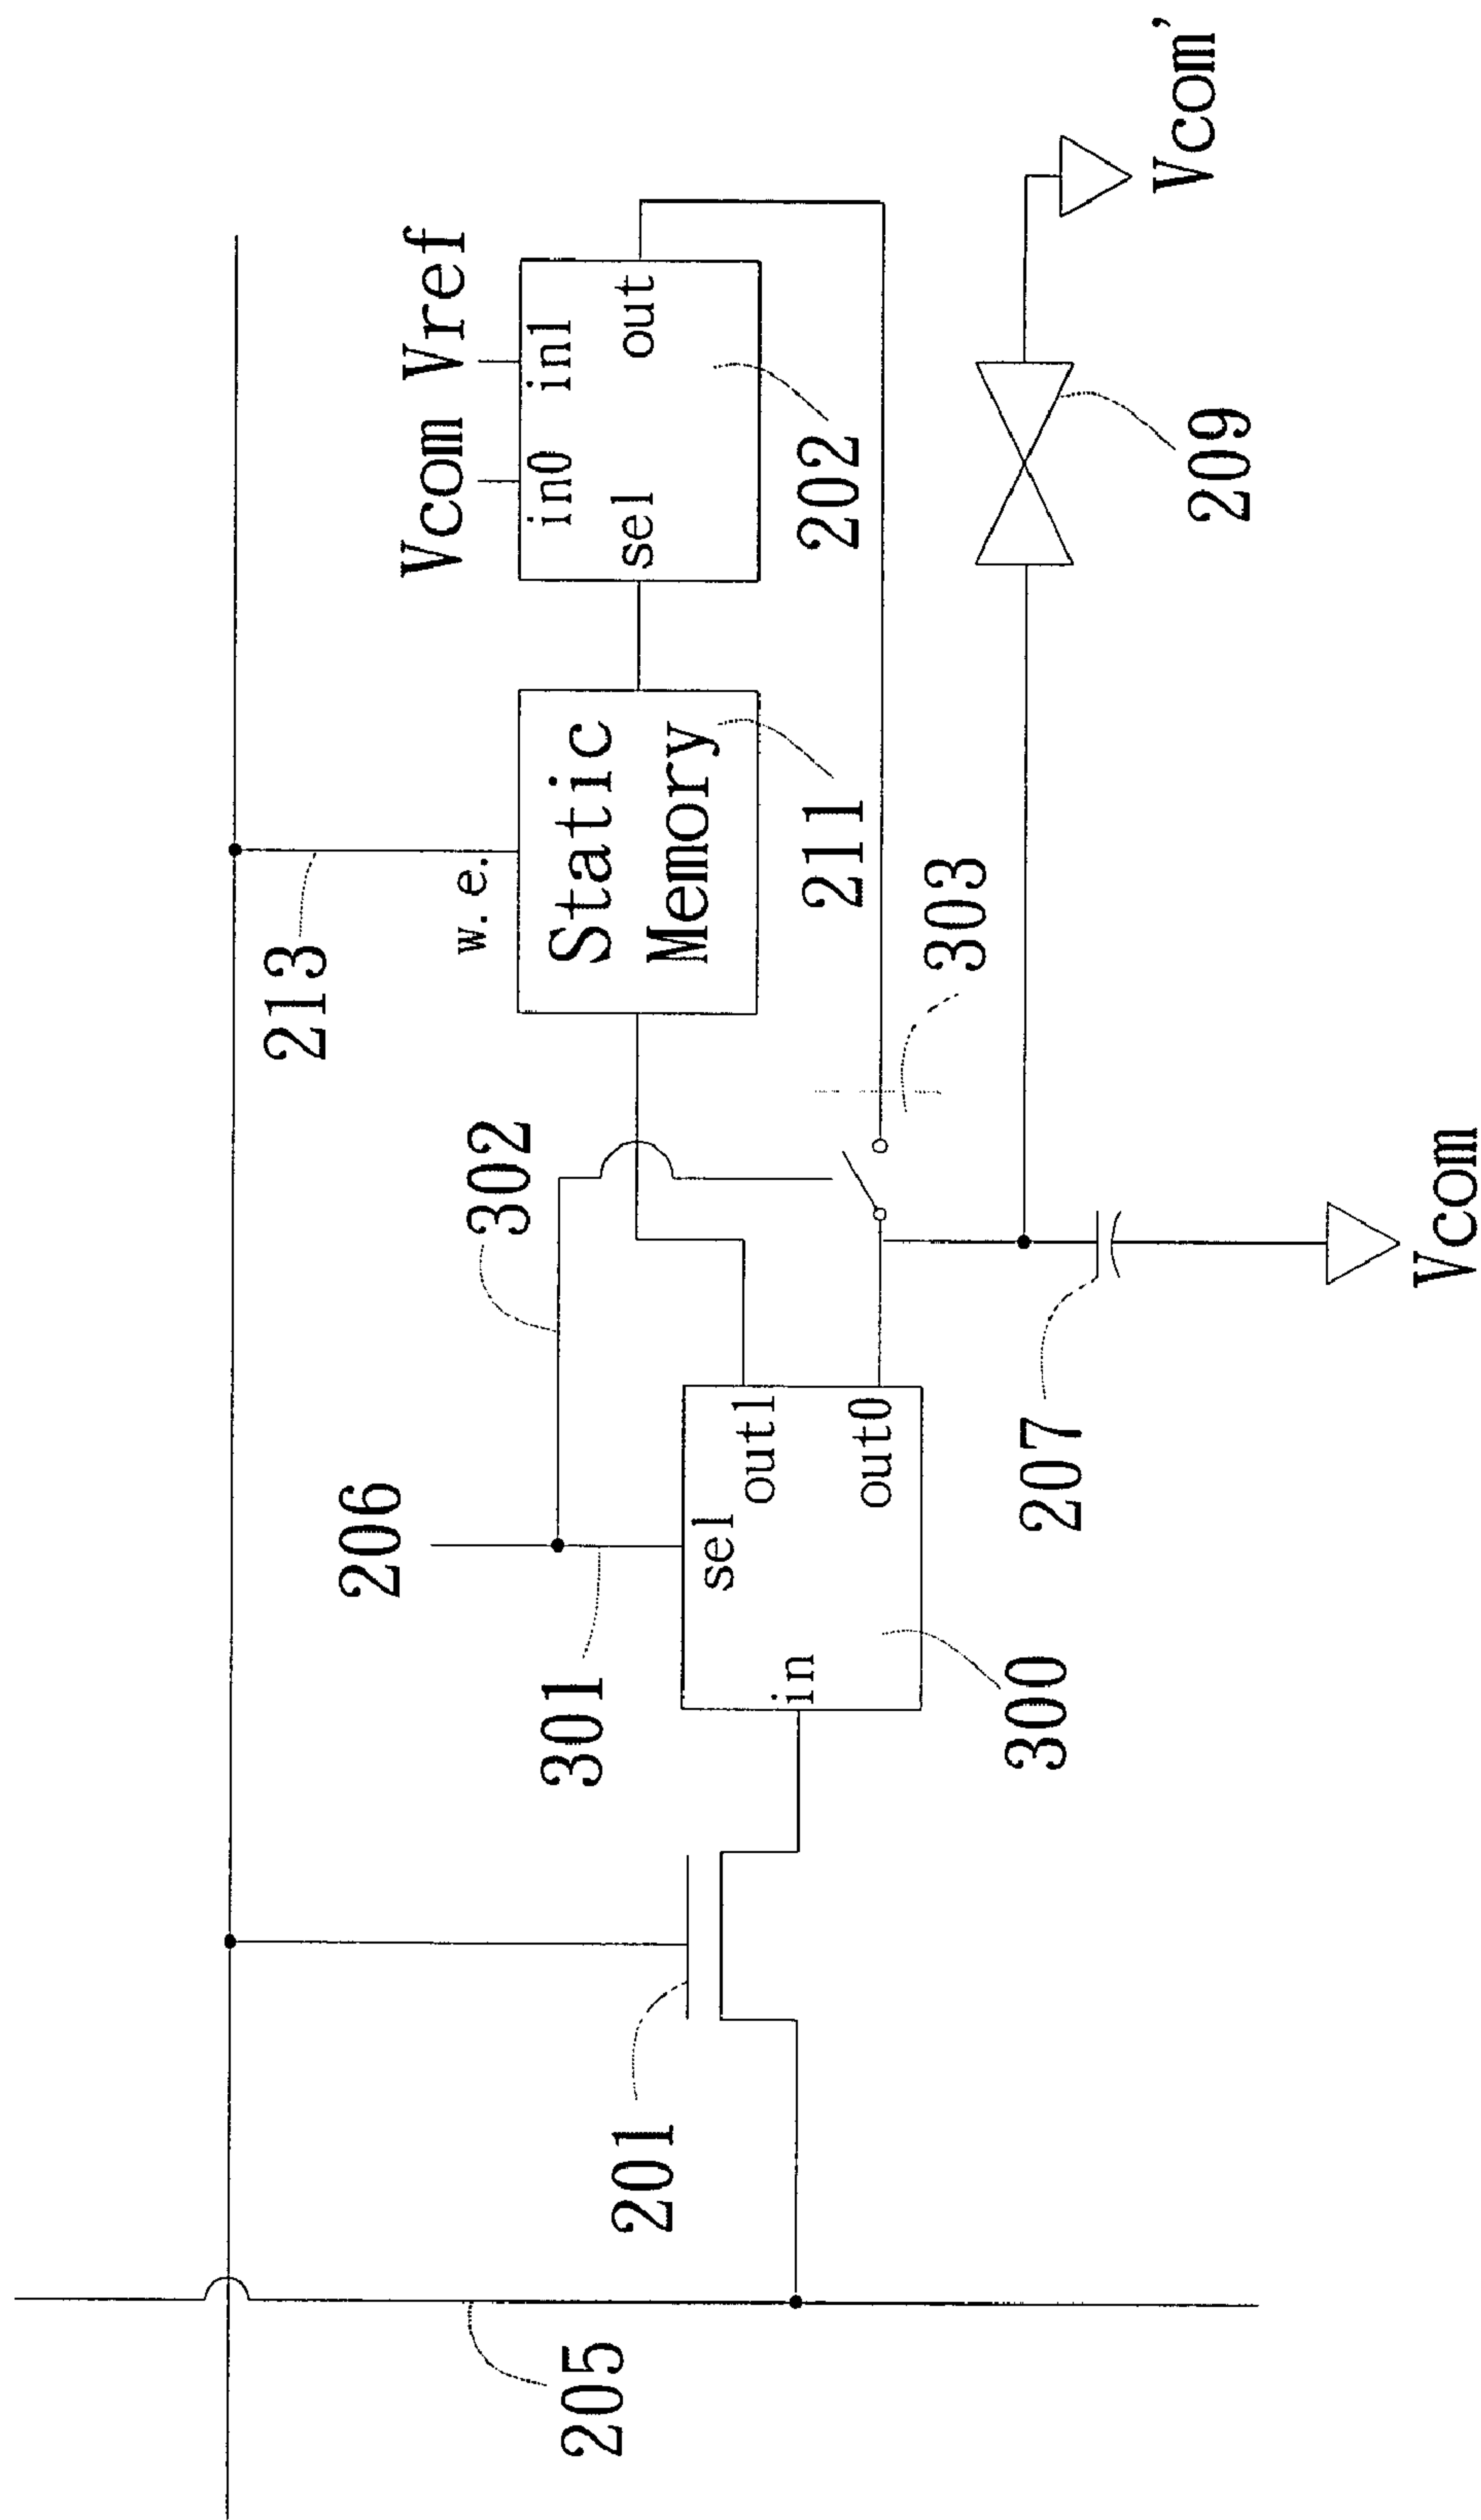 205
201
206
301
302
sel
in
out1
out0
300
207
Vcom
213
w.e.
Static
Memory
211
303
Vcom Vref
in0 in1
sel
out
202
209
Vcom'